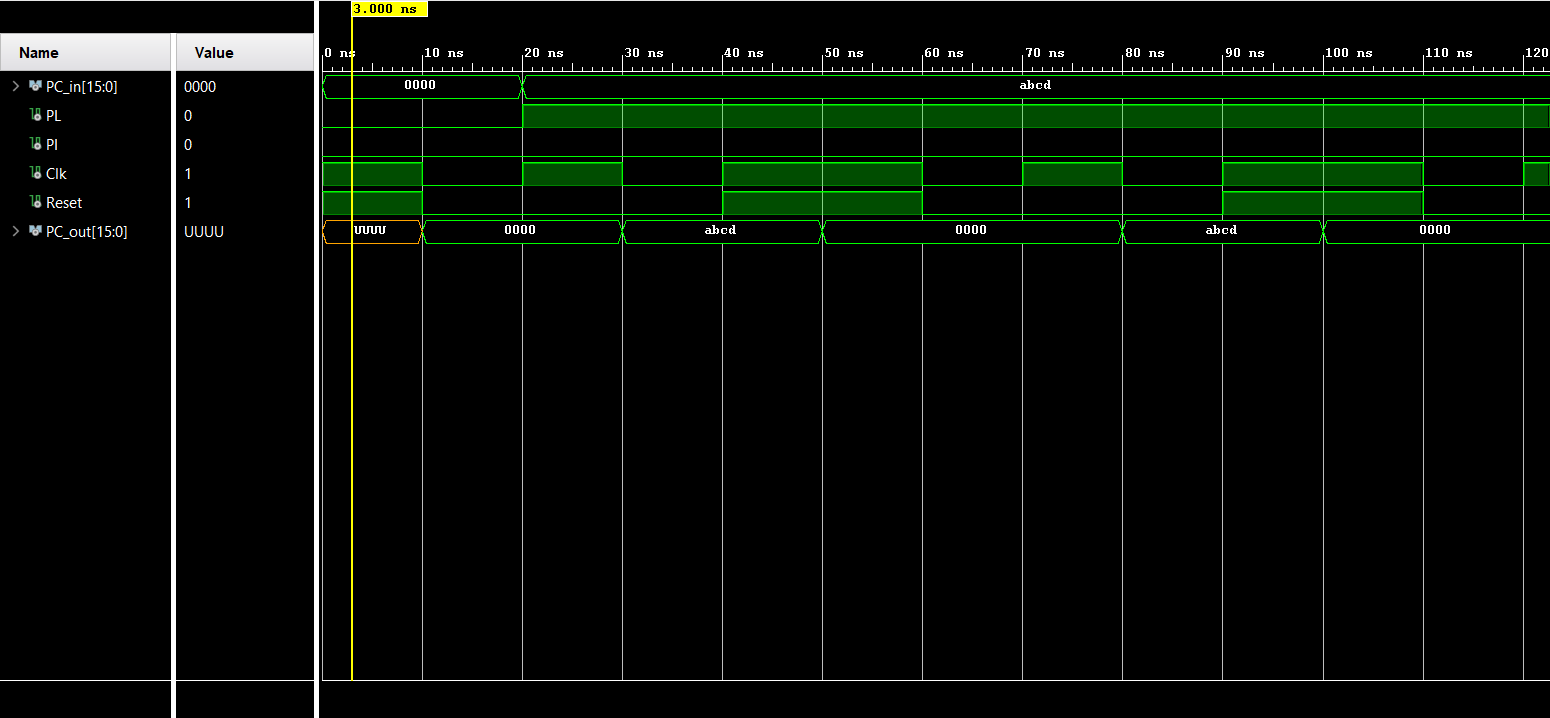 3.000 ns
Name Value
0 ns 10 ns 20 ns 30 ns 40 ns 50 ns 60 ns 70 ns 80 ns 90 ns 100 ns 110 ns 120
PC_in[15:0] 0000 0000 abcd
PL 0
PI 0
Clk 1
Reset 1
PC_out[15:0] UUUU UUUU 0000 abcd 0000 abcd 0000